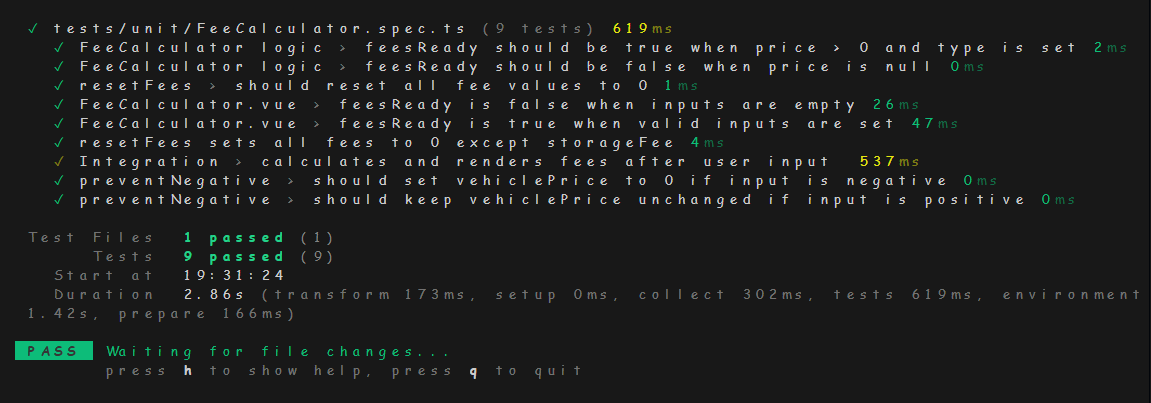 ✓ tests/unit/FeeCalculator.spec.ts (9 tests) 619ms
✓ FeeCalculator logic > feesReady should be true when price > 0 and type is set 2ms
✓ FeeCalculator logic > feesReady should be false when price is null 0ms
✓ resetFees > should reset all fee values to 0 1ms
✓ FeeCalculator.vue > feesReady is false when inputs are empty 26ms
✓ FeeCalculator.vue > feesReady is true when valid inputs are set 47ms
✓ resetFees sets all fees to 0 except storageFee 4ms
✓ Integration > calculates and renders fees after user input 537ms
✓ preventNegative > should set vehiclePrice to 0 if input is negative 0ms
✓ preventNegative > should keep vehiclePrice unchanged if input is positive 0ms
Test Files 1 passed (1)
Tests 9 passed (9)
Start at 19:31:24
Duration 2.86s (transform 173ms, setup 0ms, collect 302ms, tests 619ms, environment
1.42s, prepare 166ms)
PASS Waiting for file changes...
press h to show help, press q to quit